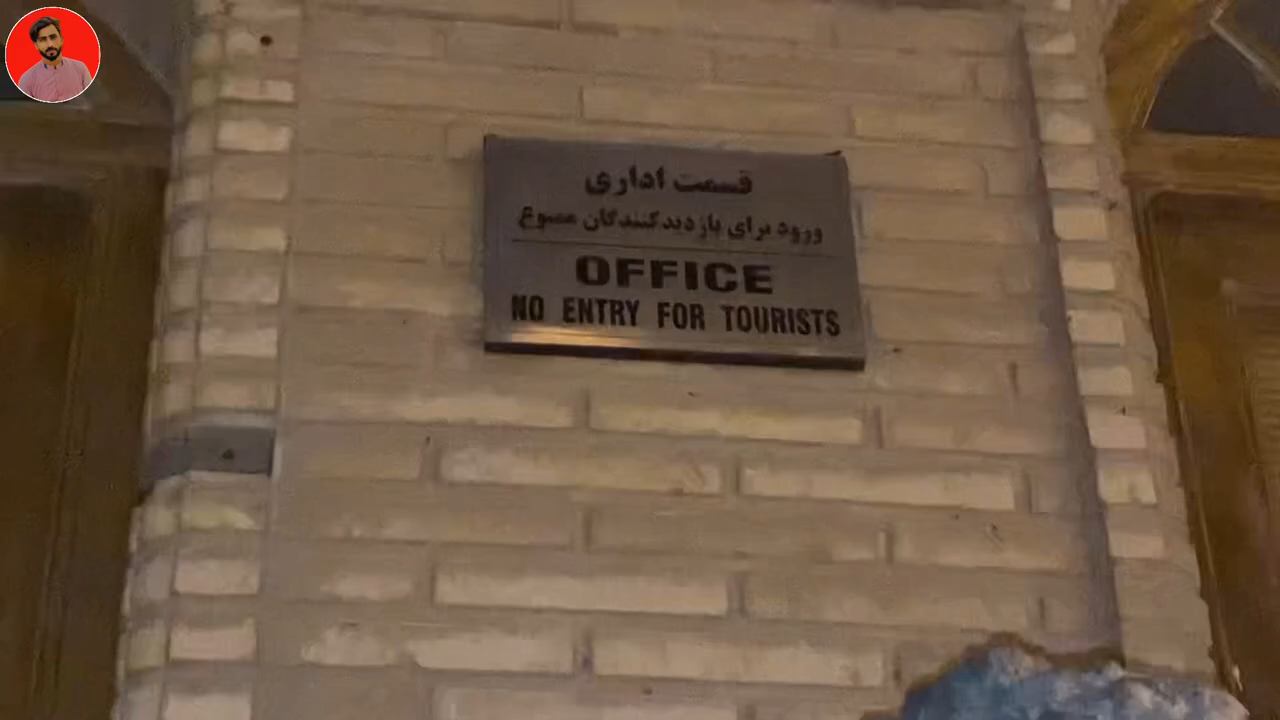 قسمت اداری
ورود برای بازدیدکنندگان ممنوع
OFFICE
NO ENTRY FOR TOURISTS